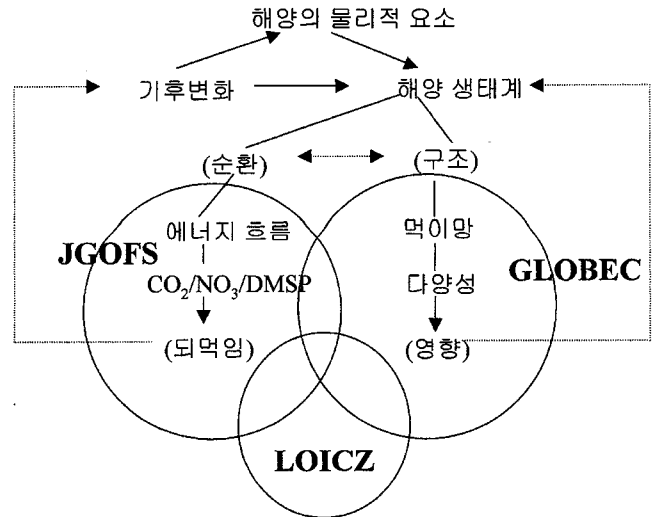 해양의 물리적 요소
기후변화 해양 생태계
(순환) (구조)
에너지 흐름 먹이망
JGOFS GLOBEC
CO₂/NO₃/DMSP 다양성
(되먹임) (영향)
LOICZ